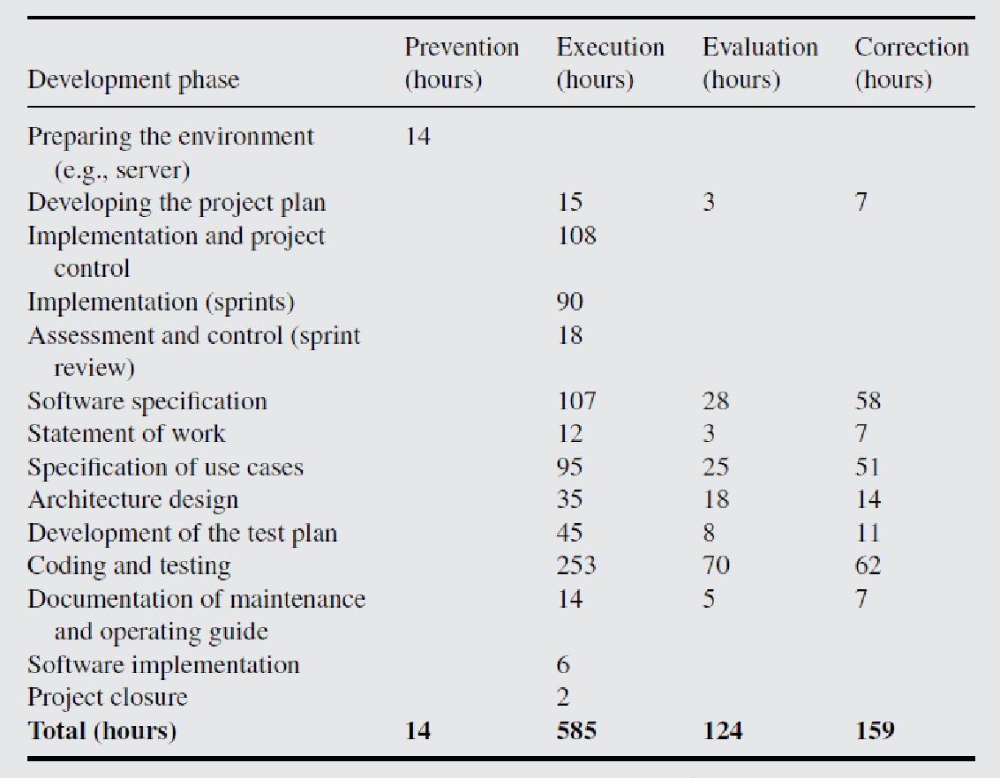 Prevention Execution Evaluation Correction
Development phase (hours) (hours) (hours) (hours)
Preparing the environment 14
(e.g., server)
Developing the project plan 15 3 7
Implementation and project 108
control
Implementation (sprints) 90
Assessment and control (sprint 18
review)
Software specification 107 28 58
Statement of work 12 3 7
Specification of use cases 95 25 51
Architecture design 35 18 14
Development of the test plan 45 8 11
Coding and testing 253 70 62
Documentation of maintenance 14 5 7
and operating guide
Software implementation 6
Project closure 2
Total (hours) 14 585 124 159